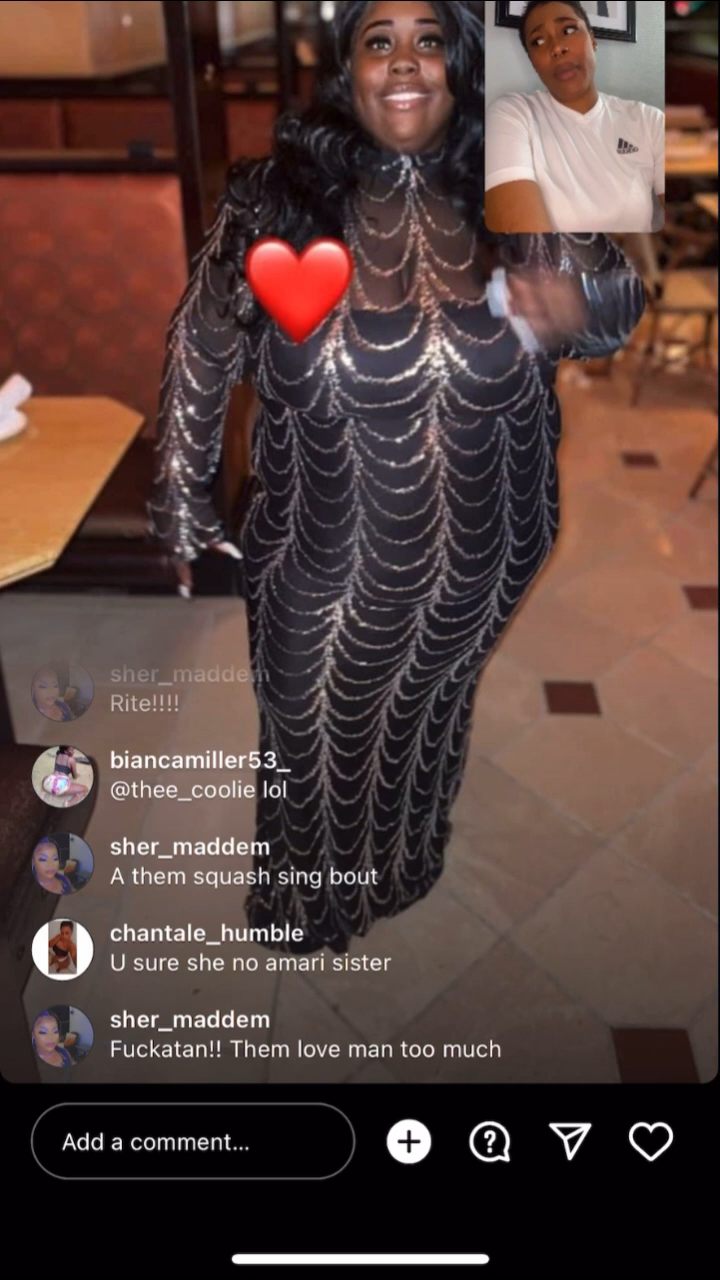 sher_maddem
Rite!!!!
biancamiller53_
@thee_coolie lol
sher_maddem
A them squash sing bout
chantale_humble
U sure she no amari sister
sher_maddem
Fuckatan!! Them love man too much
Add a comment...